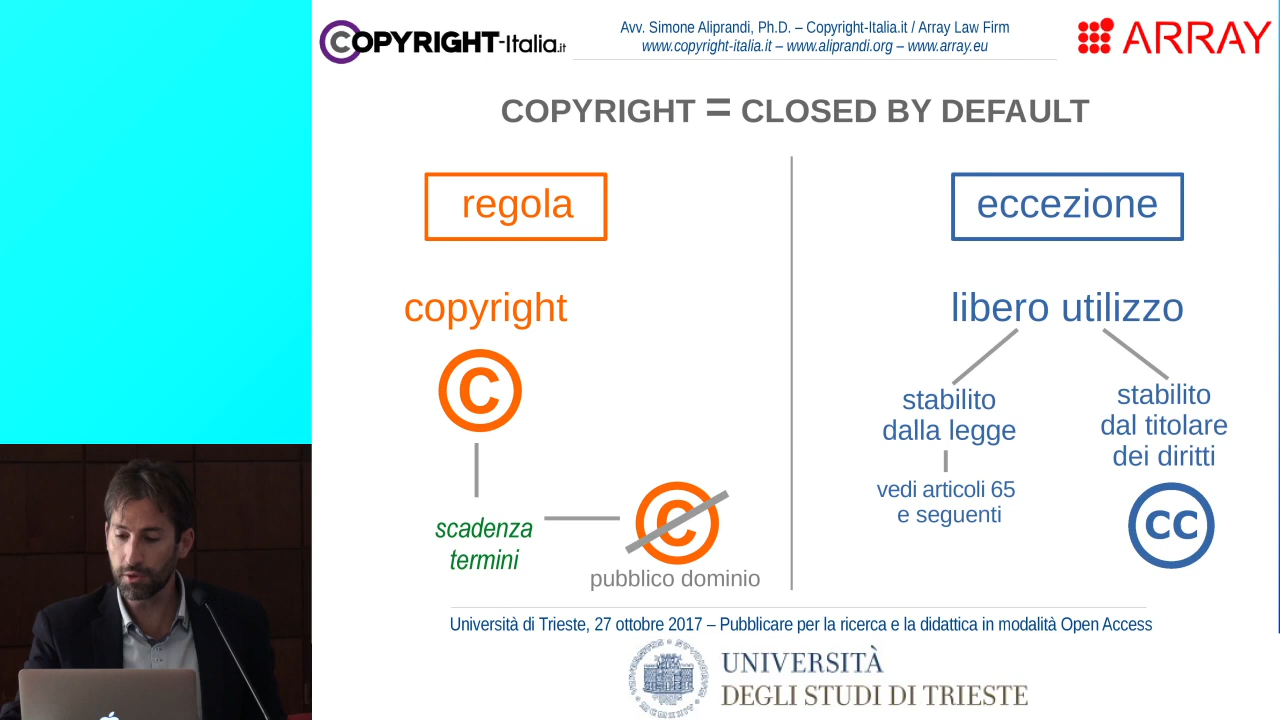 COPYRIGHT-Italia.it
Avv. Simone Aliprandi, Ph.D. – Copyright-Italia.it / Array Law Firm
www.copyright-italia.it – www.aliprandi.org – www.array.eu
ARRAY
COPYRIGHT = CLOSED BY DEFAULT
regola
copyright
©
scadenza
termini
©
pubblico dominio
eccezione
libero utilizzo
stabilito
dalla legge
vedi articoli 65
e seguenti
stabilito
dal titolare
dei diritti
CC
Università di Trieste, 27 ottobre 2017 – Pubblicare per la ricerca e la didattica in modalità Open Access
UNIVERSITÀ
DEGLI STUDI DI TRIESTE